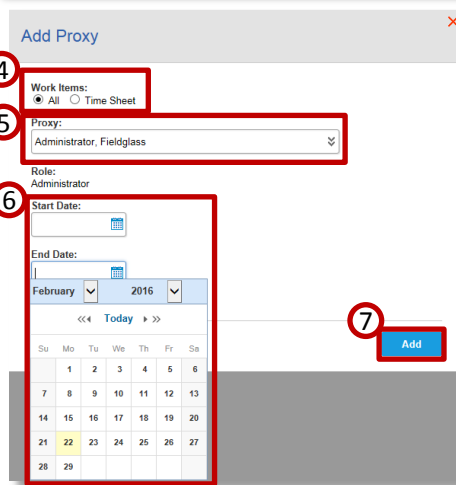 Add Proxy
4
Work Items:
All Time Sheet
5
Proxy:
Administrator, Fieldglass
Role:
Administrator
6
Start Date:
End Date:
February 2016
Today
Su Mo Tu We Th Fr Sa
1 2 3 4 5 6
7 8 9 10 11 12 13
14 15 16 17 18 19 20
21 22 23 24 25 26 27
28 29
7
Add